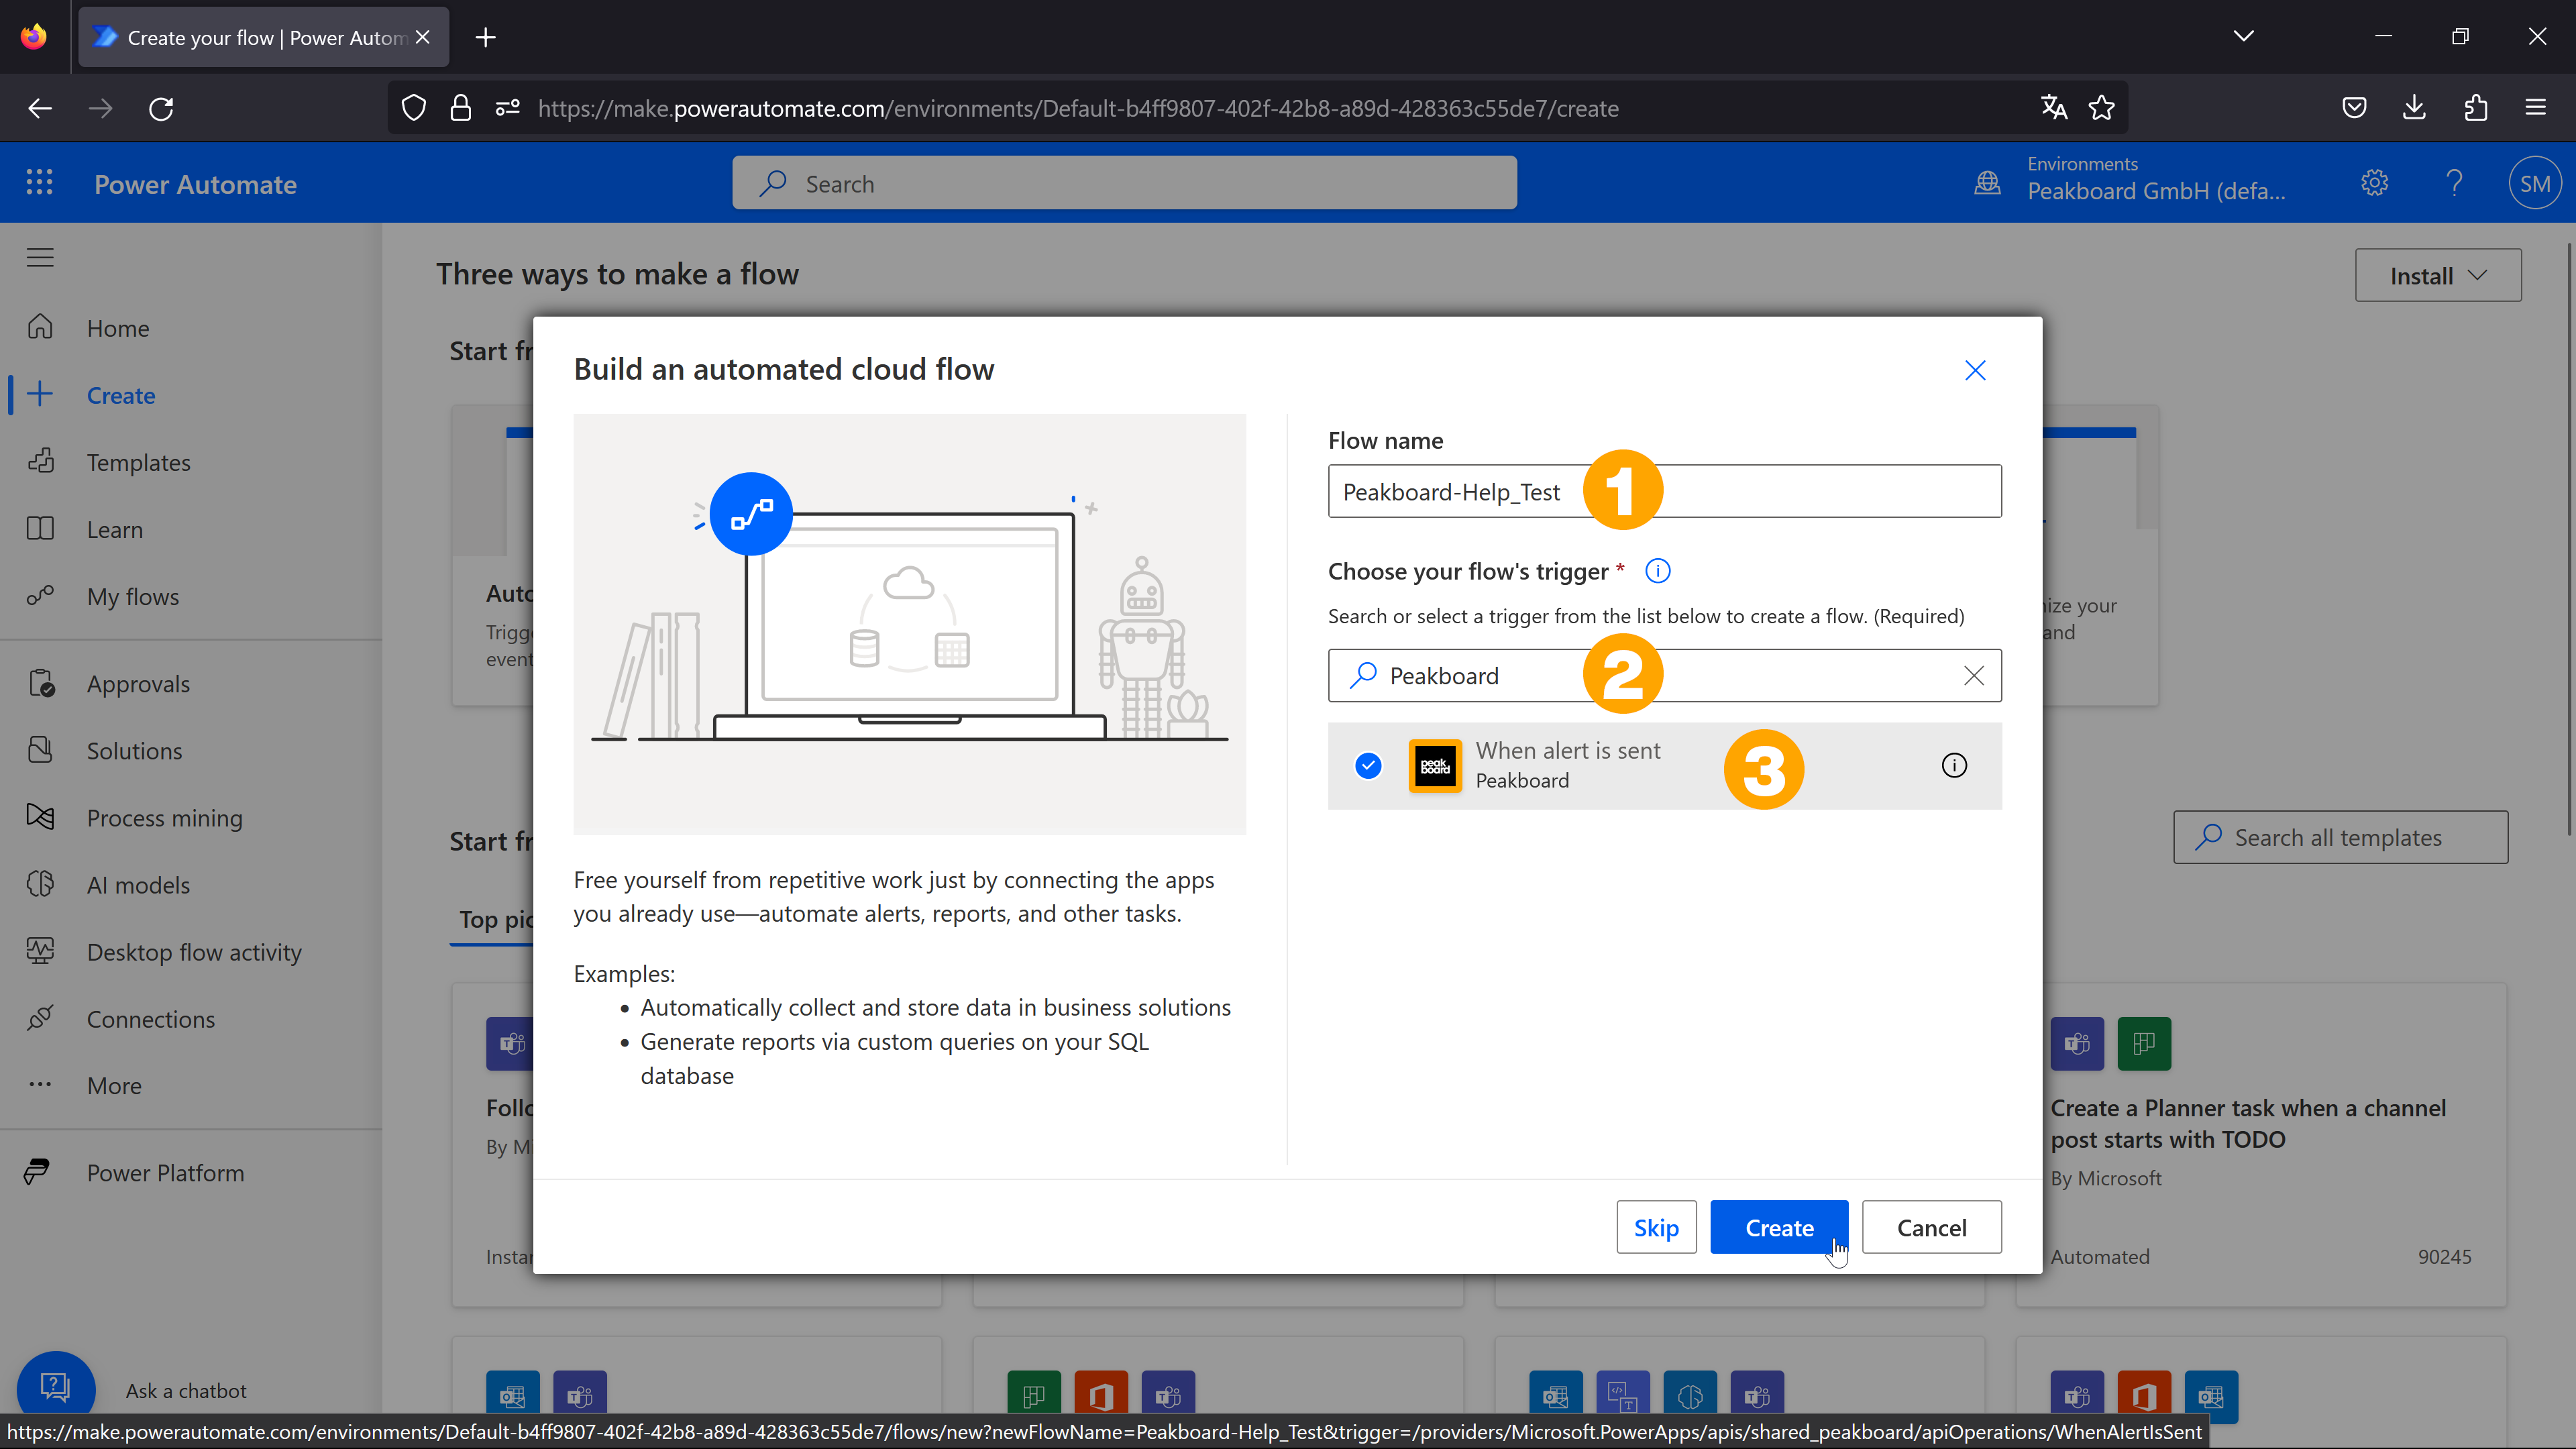 Create your flow | Power Autom
https://make.powerautomate.com/environments/Default-b4ff9807-402f-42b8-a89d-428363c55de7/create
Power Automate
Search
Environments
Peakboard GmbH (defa...
SM
Three ways to make a flow
Install
Home
Create
Templates
Learn
My flows
Approvals
Solutions
Process mining
AI models
Desktop flow activity
Connections
More
Power Platform
Ask a chatbot
Start fr
Auto
Trigg
event
ize your
and
Start fr
Search all templates
Top pic
Follo
By Mi
Instan
Create a Planner task when a channel
post starts with TODO
By Microsoft
Automated
90245
Build an automated cloud flow
Free yourself from repetitive work just by connecting the apps
you already use—automate alerts, reports, and other tasks.
Examples:
• Automatically collect and store data in business solutions
• Generate reports via custom queries on your SQL
database
Flow name
Peakboard-Help_Test
1
Choose your flow's trigger *
Search or select a trigger from the list below to create a flow. (Required)
Peakboard
2
peak
board
When alert is sent
Peakboard
3
Skip
Create
Cancel
https://make.powerautomate.com/environments/Default-b4ff9807-402f-42b8-a89d-428363c55de7/flows/new?newFlowName=Peakboard-Help_Test&trigger=/providers/Microsoft.PowerApps/apis/shared_peakboard/apiOperations/WhenAlertIsSent